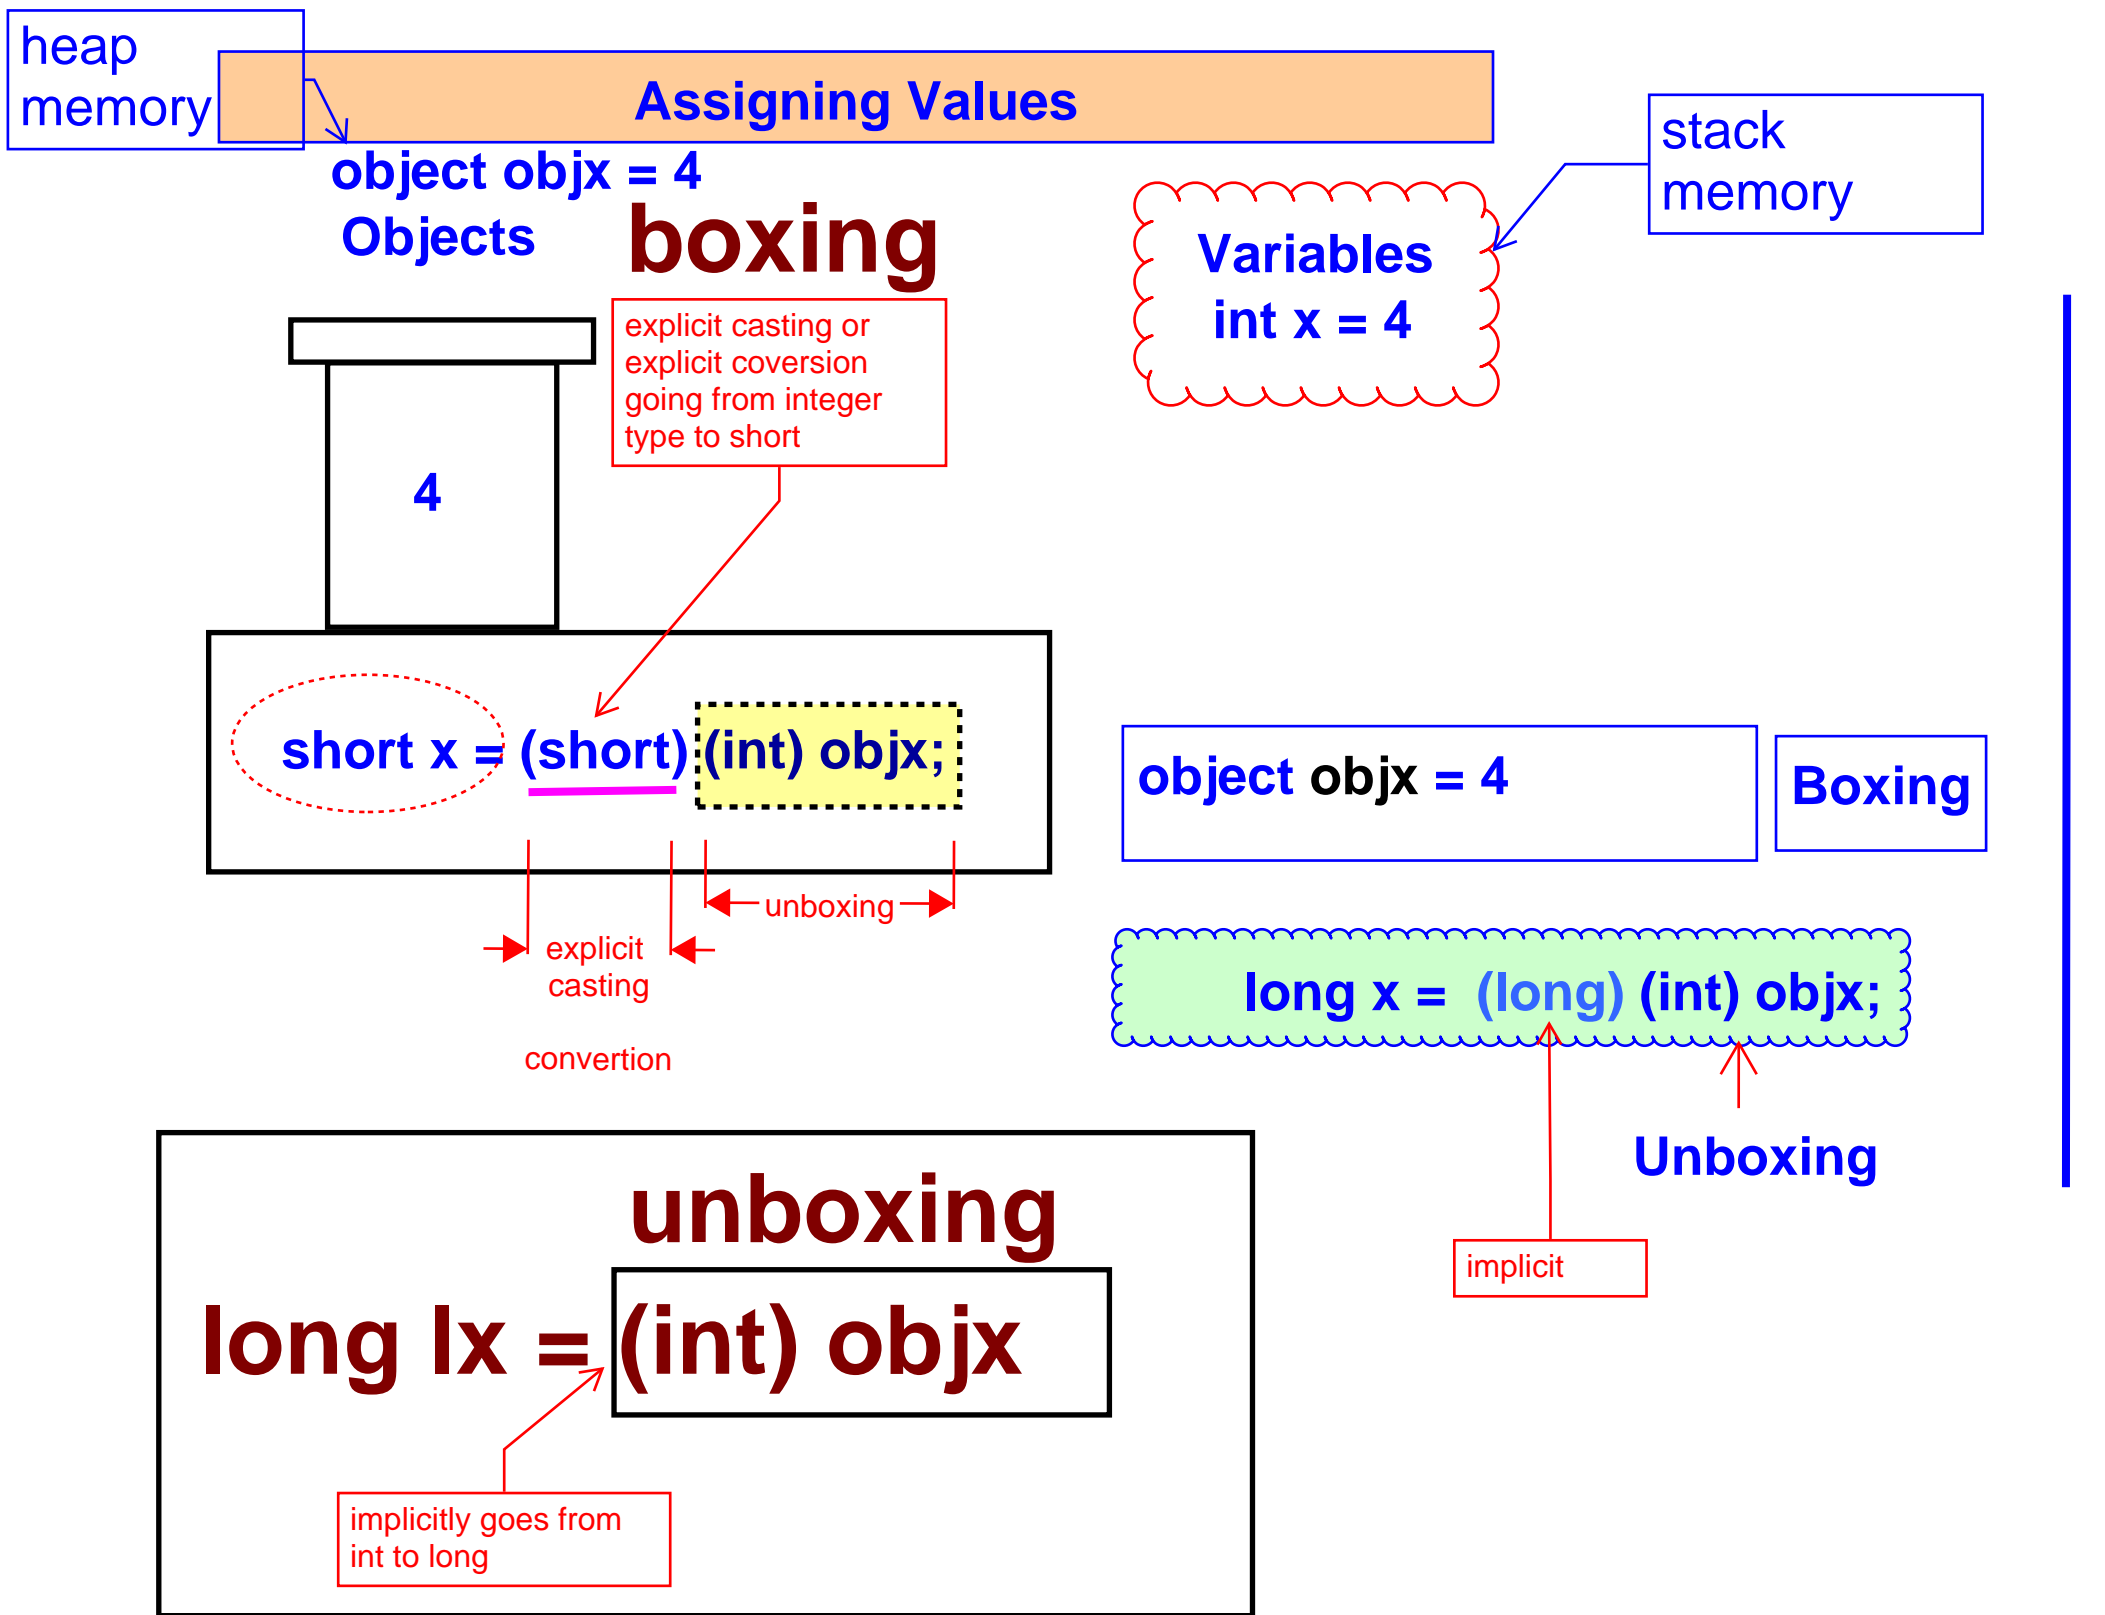 heap
memory
Assigning Values
stack
memory
object objx = 4
Objects
boxing
Variables
int x = 4
explicit casting or
explicit coversion
going from integer
type to short
4
short x = (short) (int) objx;
object objx = 4
Boxing
unboxing
explicit
casting
convertion
long x = (long) (int) objx;
Unboxing
unboxing
implicit
long lx = (int) objx
implicitly goes from
int to long